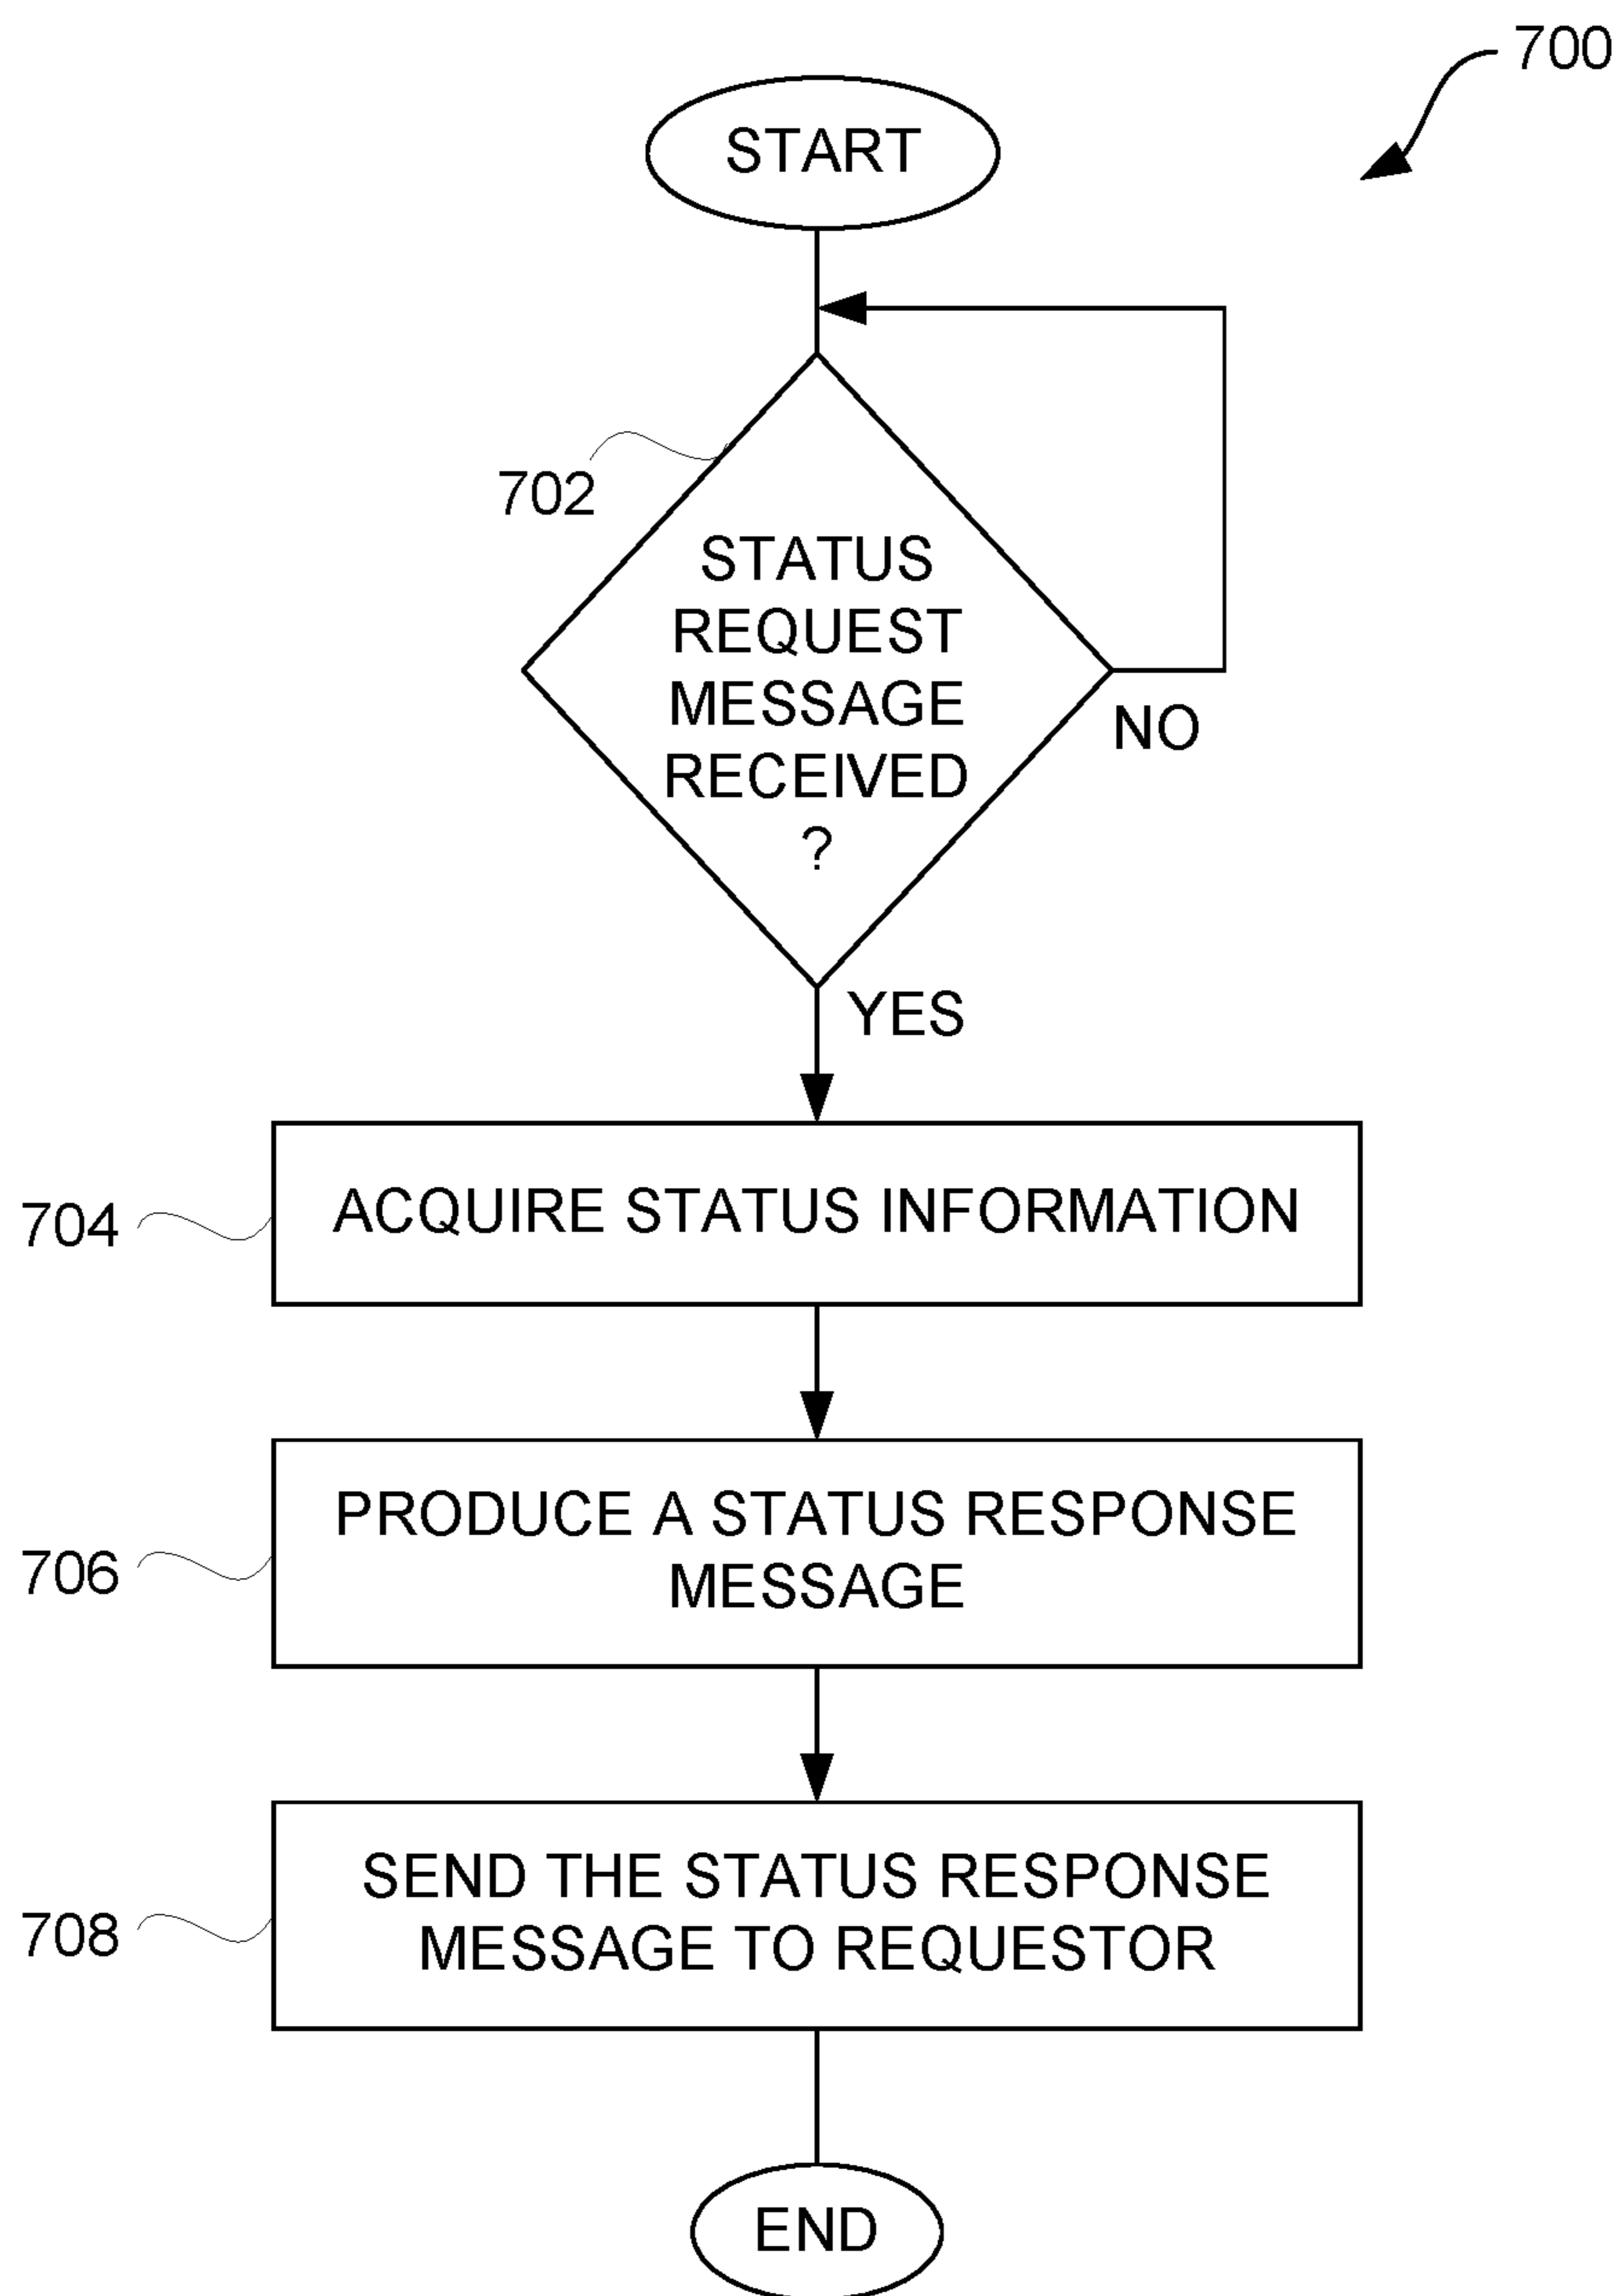 700
START
702
STATUS
REQUEST
MESSAGE
RECEIVED
?
NO
YES
704
ACQUIRE STATUS INFORMATION
706
PRODUCE A STATUS RESPONSE
MESSAGE
708
SEND THE STATUS RESPONSE
MESSAGE TO REQUESTOR
END